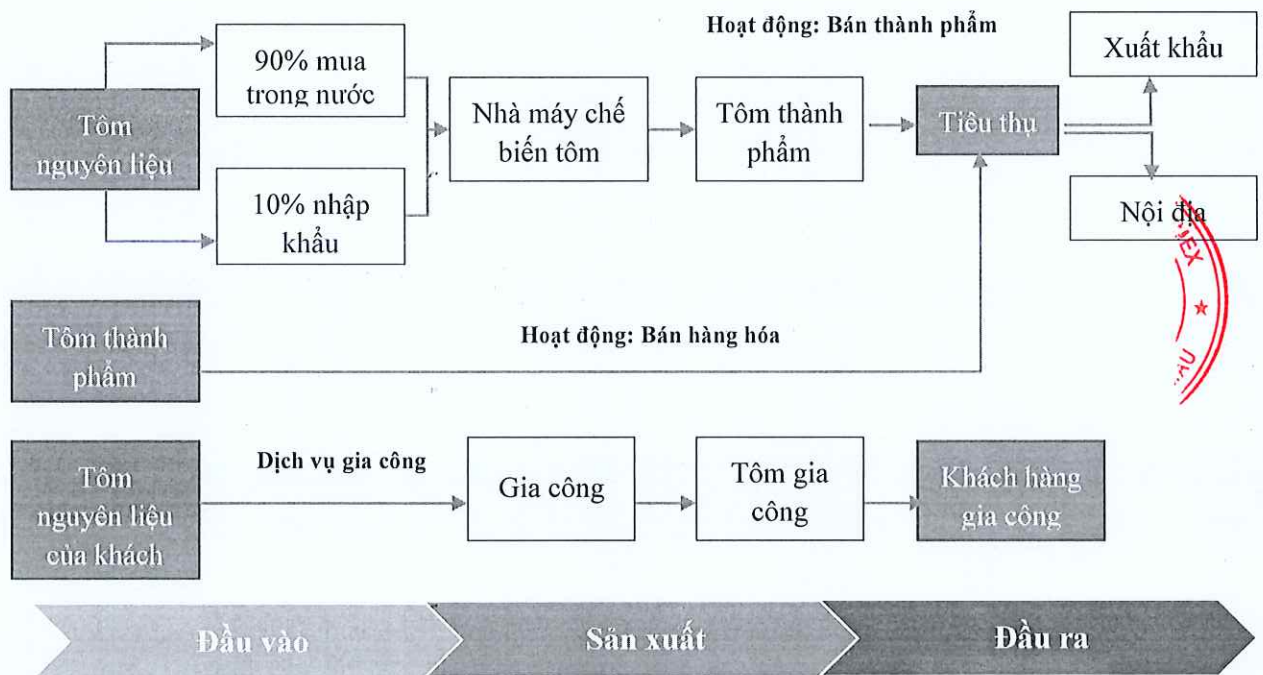 Hoạt động: Bán thành phẩm
Tôm
nguyên liệu
90% mua
trong nước
10% nhập
khẩu
Nhà máy chế
biến tôm
Tôm thành
phẩm
Tiêu thụ
Xuất khẩu
Nội địa
Tôm thành
phẩm
Hoạt động: Bán hàng hóa
Tôm
nguyên liệu
của khách
Dịch vụ gia công
Gia công
Tôm gia
công
Khách hàng
gia công
Đầu vào
Sản xuất
Đầu ra